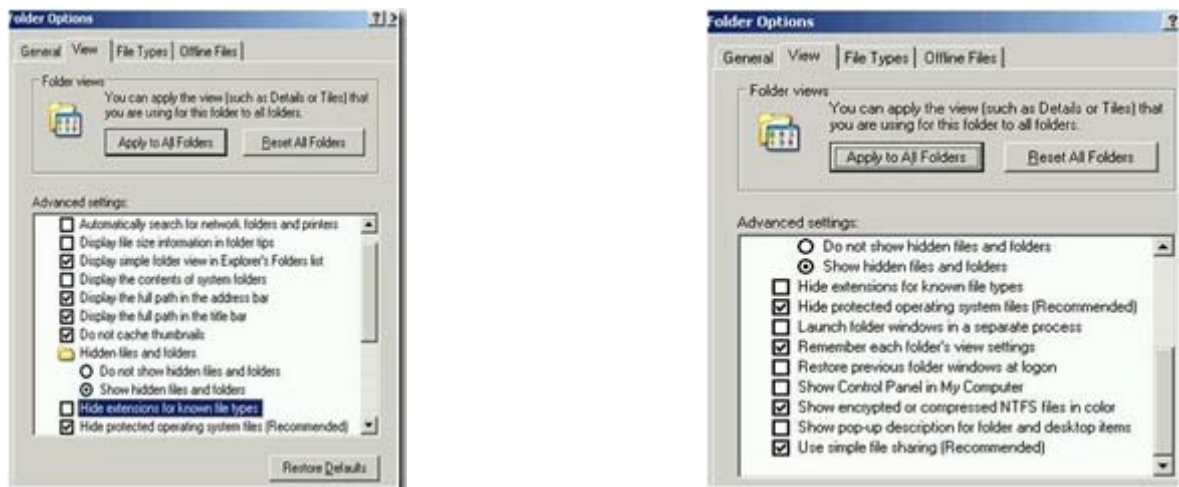 Folder Options
General View File Types Offline Files
Folder views
You can apply the view (such as Details or Tiles) that
you are using for this folder to all folders.
Apply to All Folders Reset All Folders
Advanced settings:
Automatically search for network folders and printers
Display file size information in folder tips
Display simple folder view in Explorer's Folders list
Display the contents of system folders
Display the full path in the address bar
Display the full path in the title bar
Do not cache thumbnails
Hidden files and folders
Do not show hidden files and folders
Show hidden files and folders
Hide extensions for known file types
Hide protected operating system files (Recommended)
Restore Defaults
Folder Options
General View File Types Offline Files
Folder views
You can apply the view (such as Details or Tiles) that
you are using for this folder to all folders.
Apply to All Folders Reset All Folders
Advanced settings:
Do not show hidden files and folders
Show hidden files and folders
Hide extensions for known file types
Hide protected operating system files (Recommended)
Launch folder windows in a separate process
Remember each folder's view settings
Restore previous folder windows at logon
Show Control Panel in My Computer
Show encrypted or compressed NTFS files in color
Show pop-up description for folder and desktop items
Use simple file sharing (Recommended)